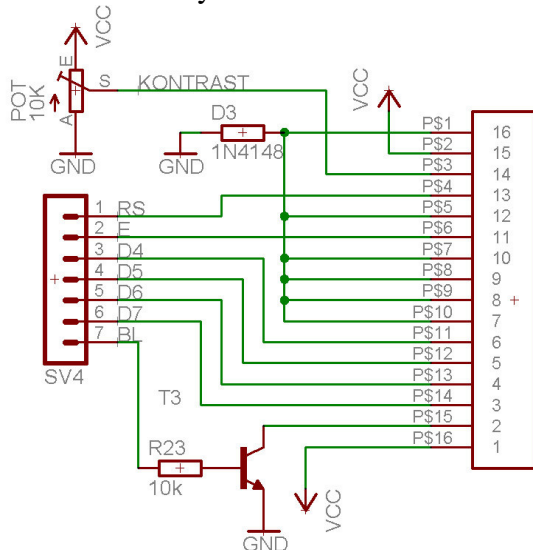 VCC
E
S
KONTRAST
POT
10K
A
GND
D3
1N4148
GND
VCC
P$1 16
P$2 15
P$3 14
P$4 13
P$5 12
P$6 11
P$7 10
P$8 9
P$9 8
P$10 7
P$11 6
P$12 5
P$13 4
P$14 3
P$15 2
P$16 1
1 RS
2 E
3 D4
4 D5
5 D6
6 D7
7 BL
SV4
T3
R23
10k
VCC
GND